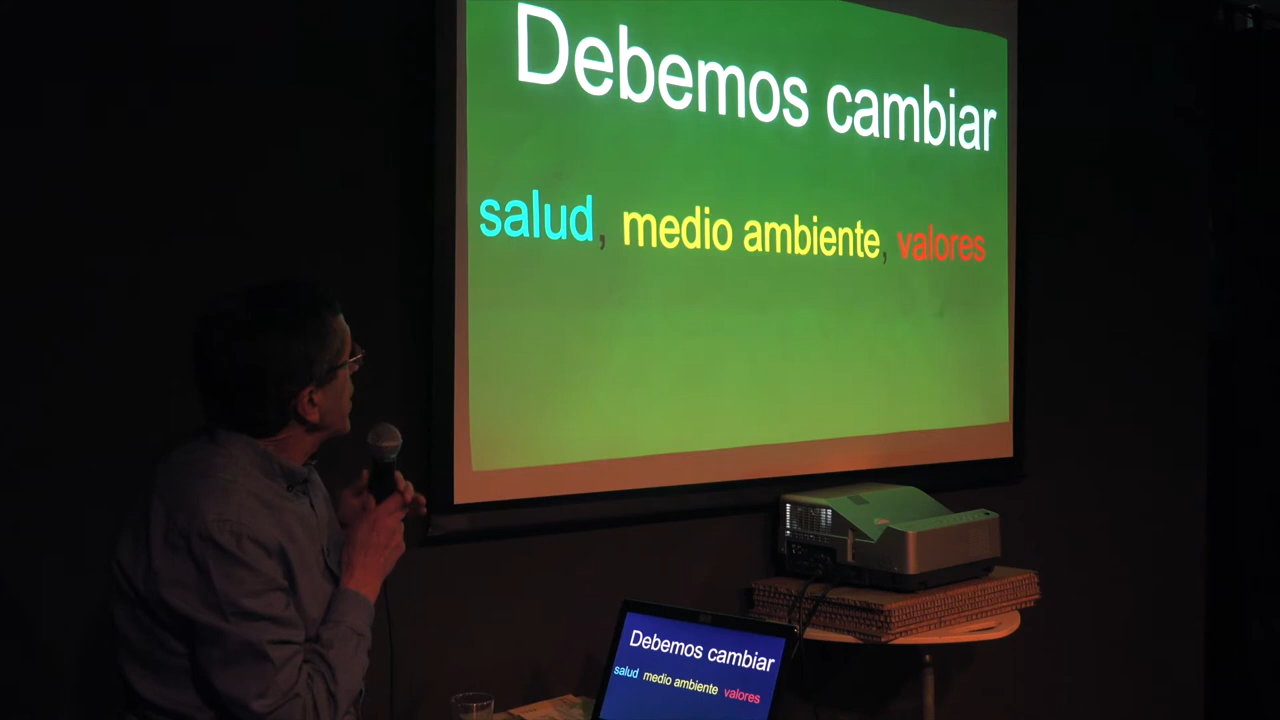 Debemos cambiar
salud, medio ambiente, valores
Debemos cambiar
salud medio ambiente valores